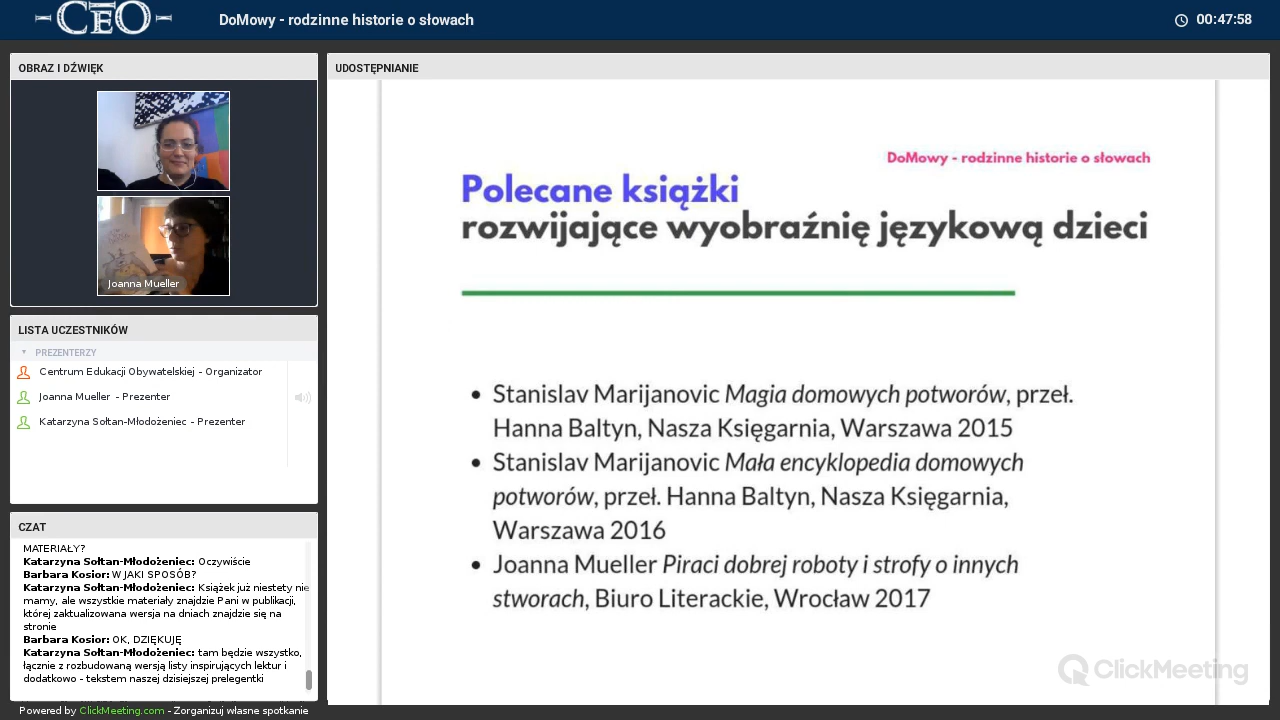 CEO
DoMowy - rodzinne historie o słowach
00:47:58
OBRAZ I DŹWIĘK
Joanna Mueller
LISTA UCZESTNIKÓW
PREZENTERZY
Centrum Edukacji Obywatelskiej - Organizator
Joanna Mueller - Prezenter
Katarzyna Sołtan-Młodożeniec - Prezenter
CZAT
MATERIAŁY?
Katarzyna Sołtan-Młodożeniec: Oczywiście
Barbara Kosior: W JAKI SPOSÓB?
Katarzyna Sołtan-Młodożeniec: Książek już niestety nie
mamy, ale wszystkie materiały znajdzie Pani w publikacji,
której zaktualizowana wersja na dniach znajdzie się na
stronie
Barbara Kosior: OK, DZIĘKUJĘ
Katarzyna Sołtan-Młodożeniec: tam będzie wszystko,
łącznie z rozbudowaną wersją listy inspirujących lektur i
dodatkowo - tekstem naszej dzisiejszej prelegentki
Powered by ClickMeeting.com - Zorganizuj własne spotkanie
UDOSTĘPNIANIE
DoMowy - rodzinne historie o słowach
Polecane książki
rozwijające wyobraźnię językową dzieci
• Stanislav Marijanovic Magia domowych potworów, przeł.
Hanna Baltyn, Nasza Księgarnia, Warszawa 2015
• Stanislav Marijanovic Mała encyklopedia domowych
potworów, przeł. Hanna Baltyn, Nasza Księgarnia,
Warszawa 2016
• Joanna Mueller Piraci dobrej roboty i strofy o innych
stworach, Biuro Literackie, Wrocław 2017
ClickMeeting